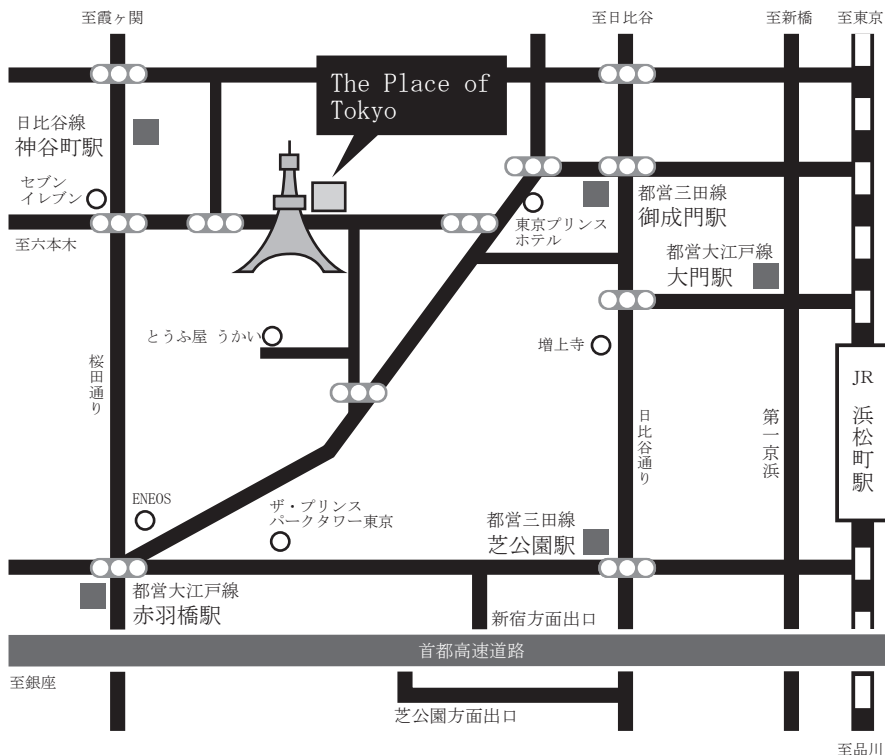 至霞ヶ関
至日比谷
至新橋
至東京
The Place of
Tokyo
日比谷線
神谷町駅
セブン
イレブン
至六本木
東京プリンス
ホテル
都営三田線
御成門駅
都営大江戸線
大門駅
とうふ屋 うかい
増上寺
桜田通り
日比谷通り
第一京浜
JR 浜松町駅
ENEOS
ザ・プリンス
パークタワー東京
都営三田線
芝公園駅
都営大江戸線
赤羽橋駅
新宿方面出口
首都高速道路
至銀座
芝公園方面出口
至品川